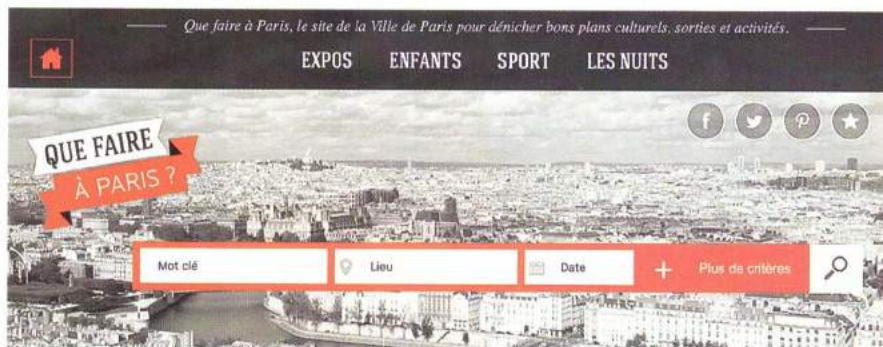 Que faire à Paris, le site de la Ville de Paris pour dénicher bons plans culturels, sorties et activités.
EXPOS ENFANTS SPORT LES NUITS
QUE FAIRE
À PARIS ?
Mot clé Lieu Date + Plus de critères